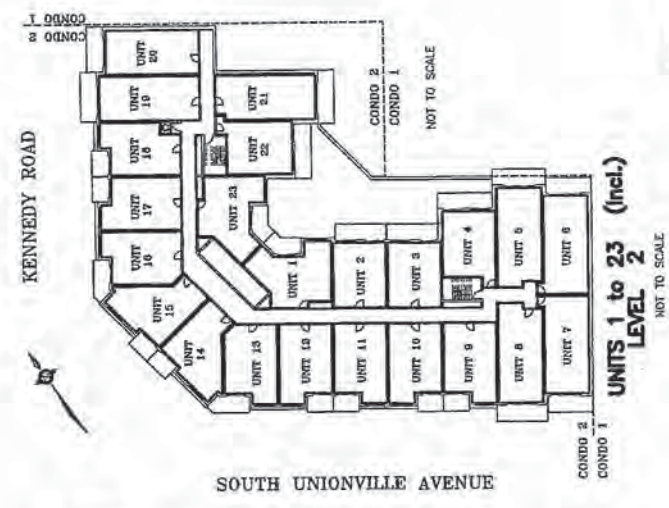 CONDO 1
CONDO 2
KENNEDY ROAD
UNIT 20
UNIT 19
UNIT 21
UNIT 18
UNIT 22
UNIT 17
UNIT 23
UNIT 16
UNIT 15
UNIT 14
UNIT 13
UNIT 12
UNIT 11
UNIT 10
UNIT 9
UNIT 8
UNIT 7
UNIT 1
UNIT 2
UNIT 3
UNIT 4
UNIT 5
UNIT 6
CONDO 2
CONDO 1
NOT TO SCALE
UNITS 1 to 23 (Incl.)
LEVEL 2
NOT TO SCALE
CONDO 2
CONDO 1
SOUTH UNIONVILLE AVENUE